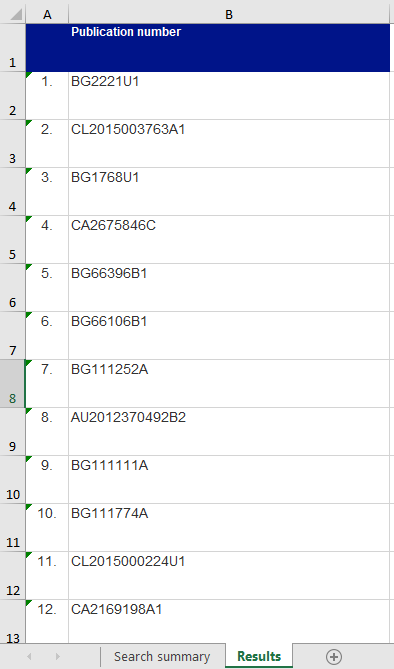 A B
1 Publication number
2 1. BG2221U1
3 2. CL2015003763A1
4 3. BG1768U1
5 4. CA2675846C
6 5. BG66396B1
7 6. BG66106B1
8 7. BG111252A
9 8. AU2012370492B2
10 9. BG111111A
11 10. BG111774A
12 11. CL2015000224U1
13 12. CA2169198A1
Search summary Results